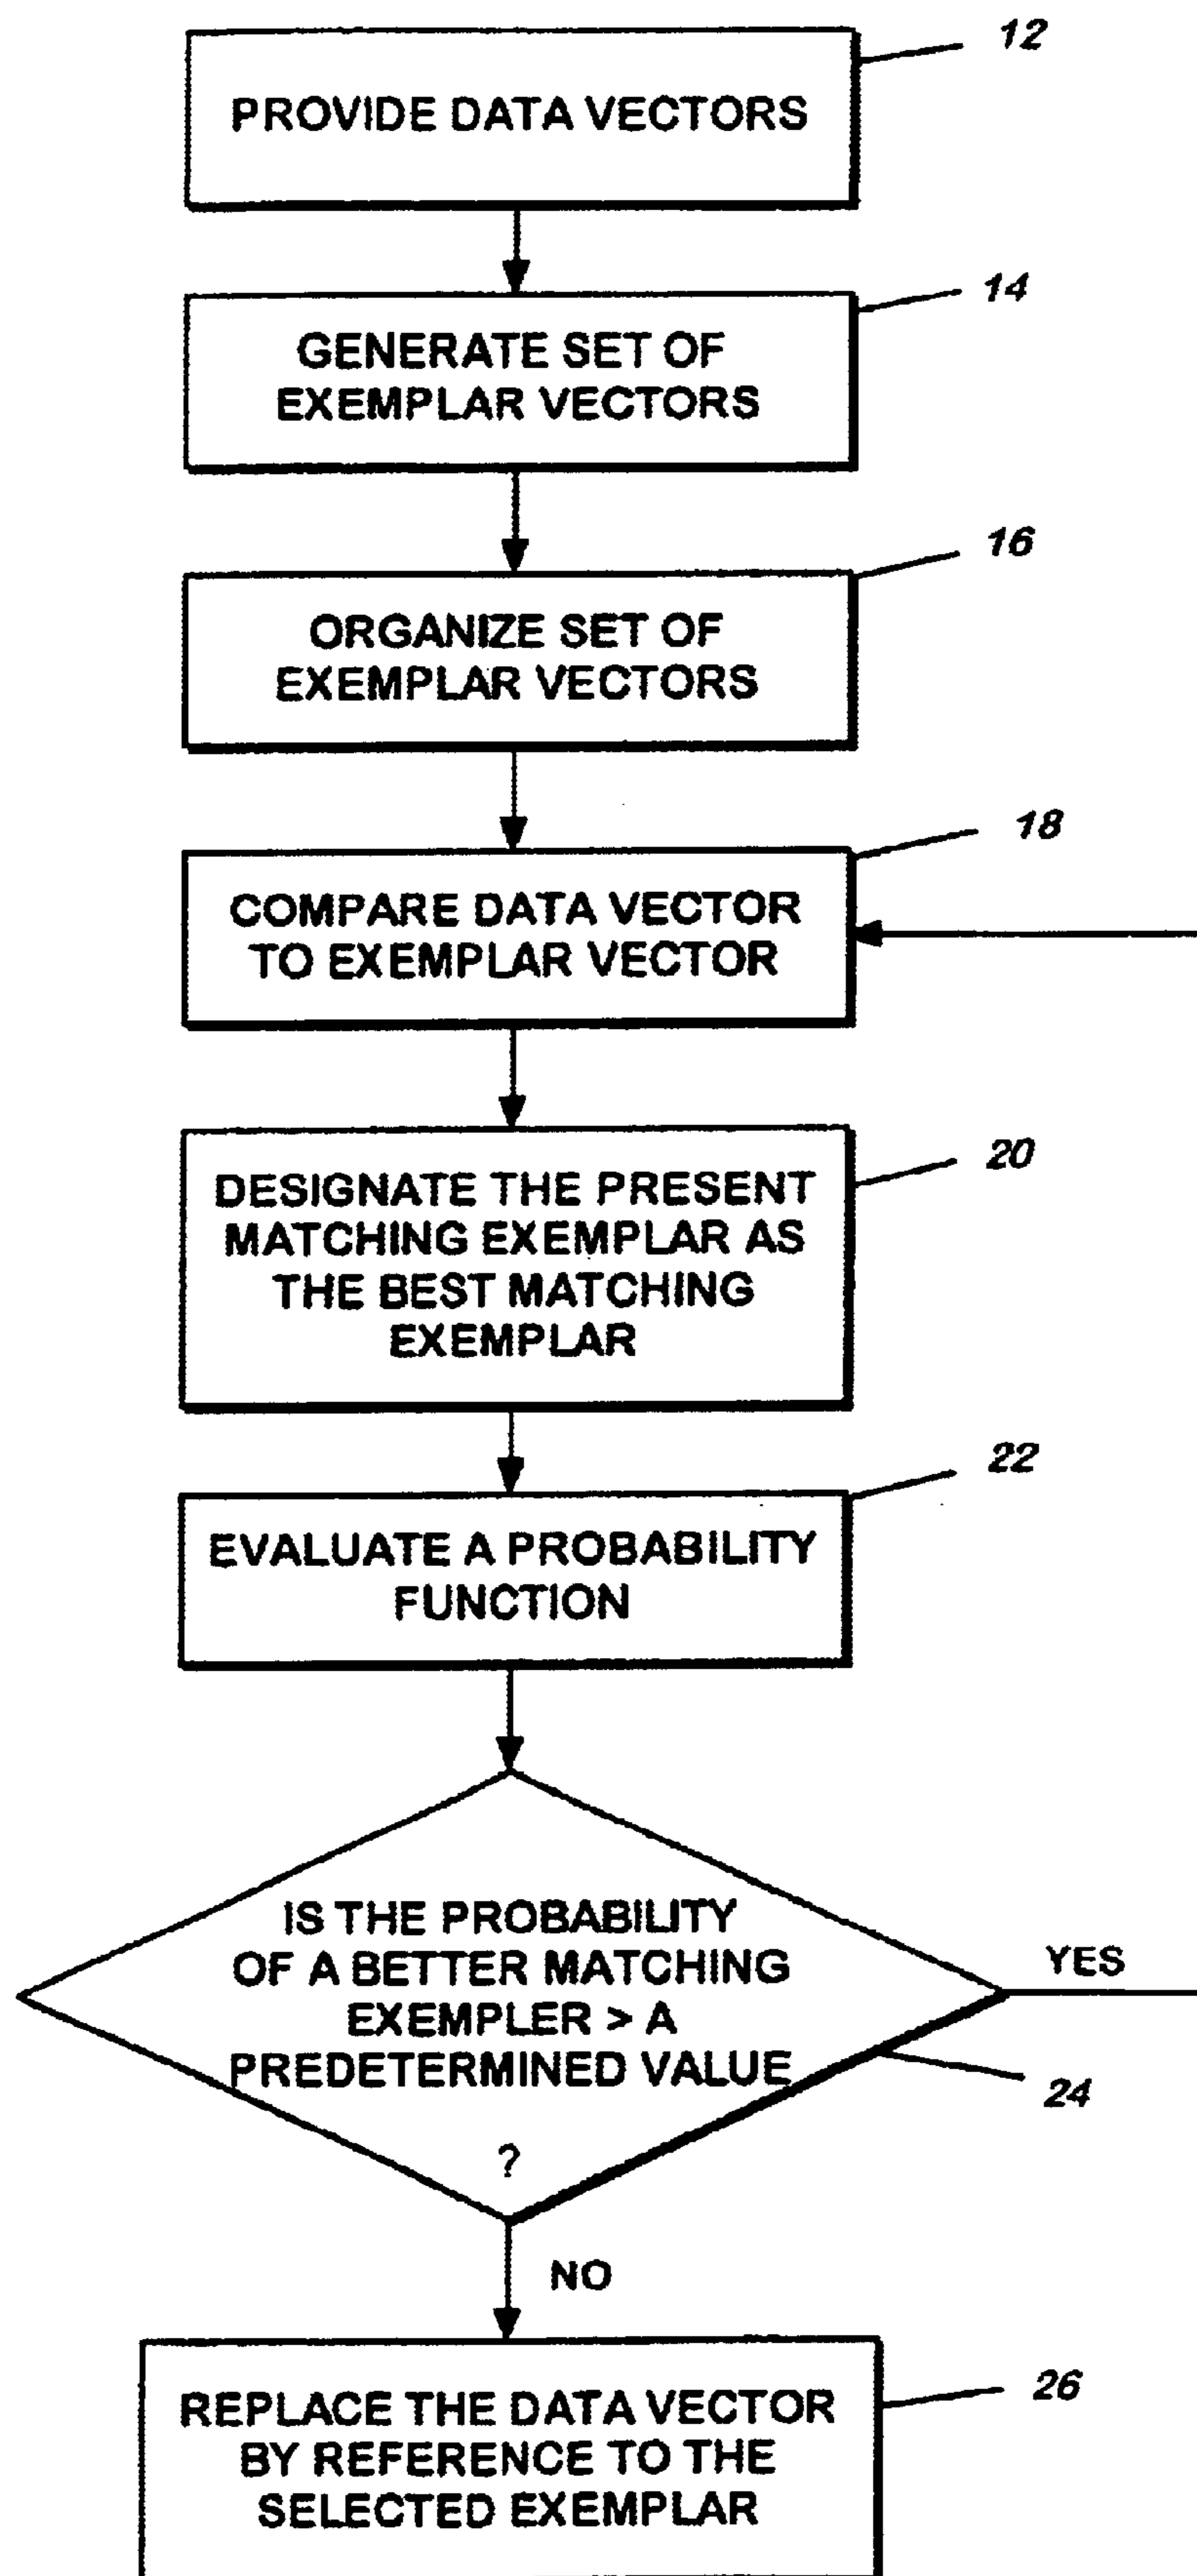 12
PROVIDE DATA VECTORS
14
GENERATE SET OF
EXEMPLAR VECTORS
16
ORGANIZE SET OF
EXEMPLAR VECTORS
18
COMPARE DATA VECTOR
TO EXEMPLAR VECTOR
20
DESIGNATE THE PRESENT
MATCHING EXEMPLAR AS
THE BEST MATCHING
EXEMPLAR
22
EVALUATE A PROBABILITY
FUNCTION
IS THE PROBABILITY
OF A BETTER MATCHING
EXEMPLER > A
PREDETERMINED VALUE
?
YES
24
NO
26
REPLACE THE DATA VECTOR
BY REFERENCE TO THE
SELECTED EXEMPLAR